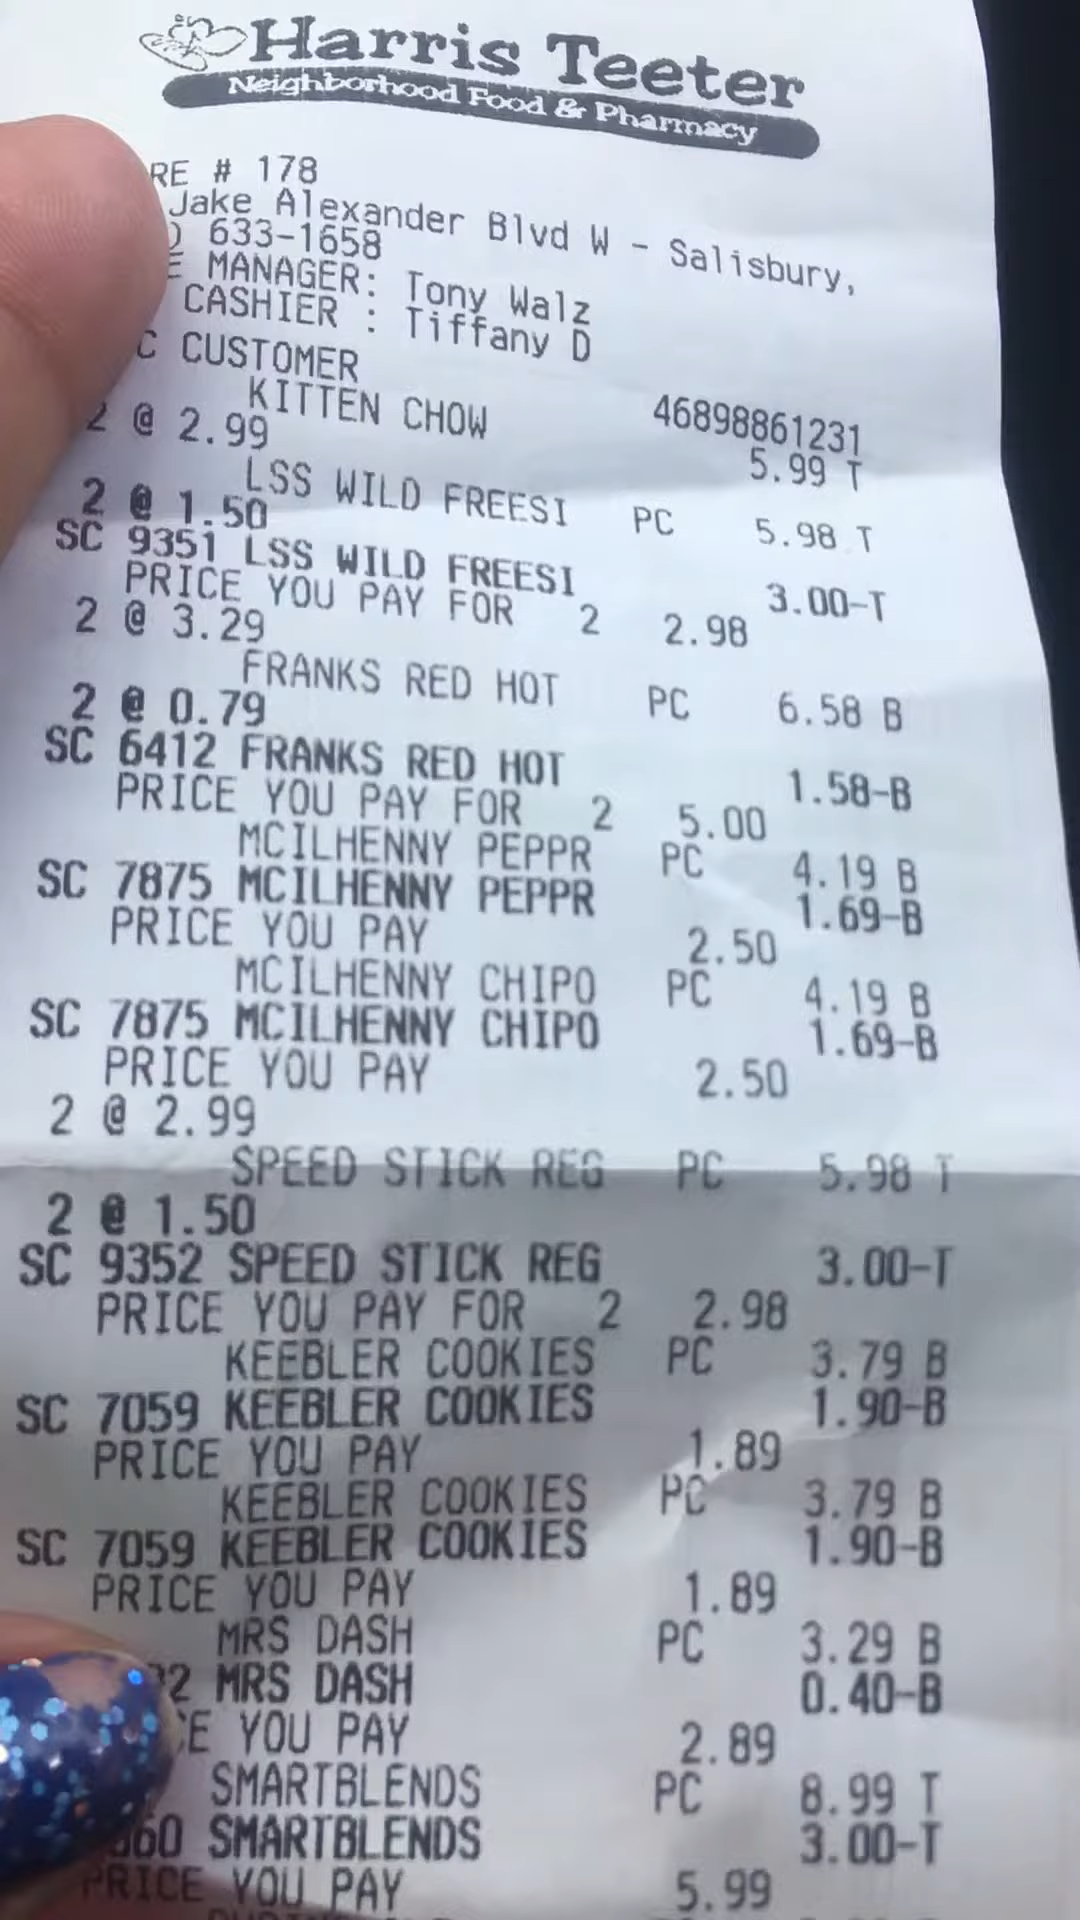 Harris Teeter
Neighborhood Food & Pharmacy
RE # 178
Jake Alexander Blvd W - Salisbury,
) 633-1658
E MANAGER: Tony Walz
CASHIER : Tiffany D
C CUSTOMER 46898861231
KITTEN CHOW 5.99 T
2 @ 2.99
LSS WILD FREESI PC 5.98 T
2 @ 1.50
SC 9351 LSS WILD FREESI 3.00-T
PRICE YOU PAY FOR 2 2.98
2 @ 3.29
FRANKS RED HOT PC 6.58 B
2 @ 0.79
SC 6412 FRANKS RED HOT 1.58-B
PRICE YOU PAY FOR 2 5.00
MCILHENNY PEPPR PC 4.19 B
SC 7875 MCILHENNY PEPPR 1.69-B
PRICE YOU PAY 2.50
MCILHENNY CHIPO PC 4.19 B
SC 7875 MCILHENNY CHIPO 1.69-B
PRICE YOU PAY 2.50
2 @ 2.99
SPEED STICK REG PC 5.98 T
2 @ 1.50
SC 9352 SPEED STICK REG 3.00-T
PRICE YOU PAY FOR 2 2.98
KEEBLER COOKIES PC 3.79 B
SC 7059 KEEBLER COOKIES 1.90-B
PRICE YOU PAY 1.89
KEEBLER COOKIES PC 3.79 B
SC 7059 KEEBLER COOKIES 1.90-B
PRICE YOU PAY 1.89
MRS DASH PC 3.29 B
2 MRS DASH 0.40-B
CE YOU PAY 2.89
SMARTBLENDS PC 8.99 T
60 SMARTBLENDS 3.00-T
PRICE YOU PAY 5.99